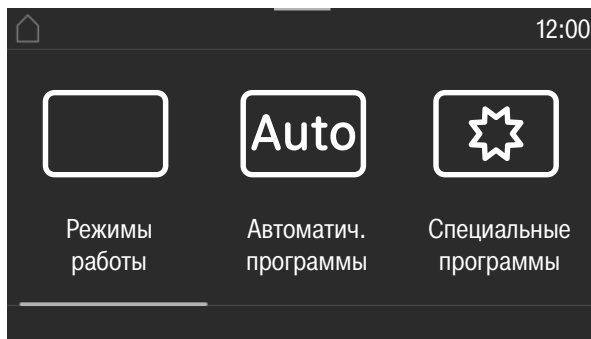 12:00
Auto
Режимы Автоматич. Специальные
работы программы программы